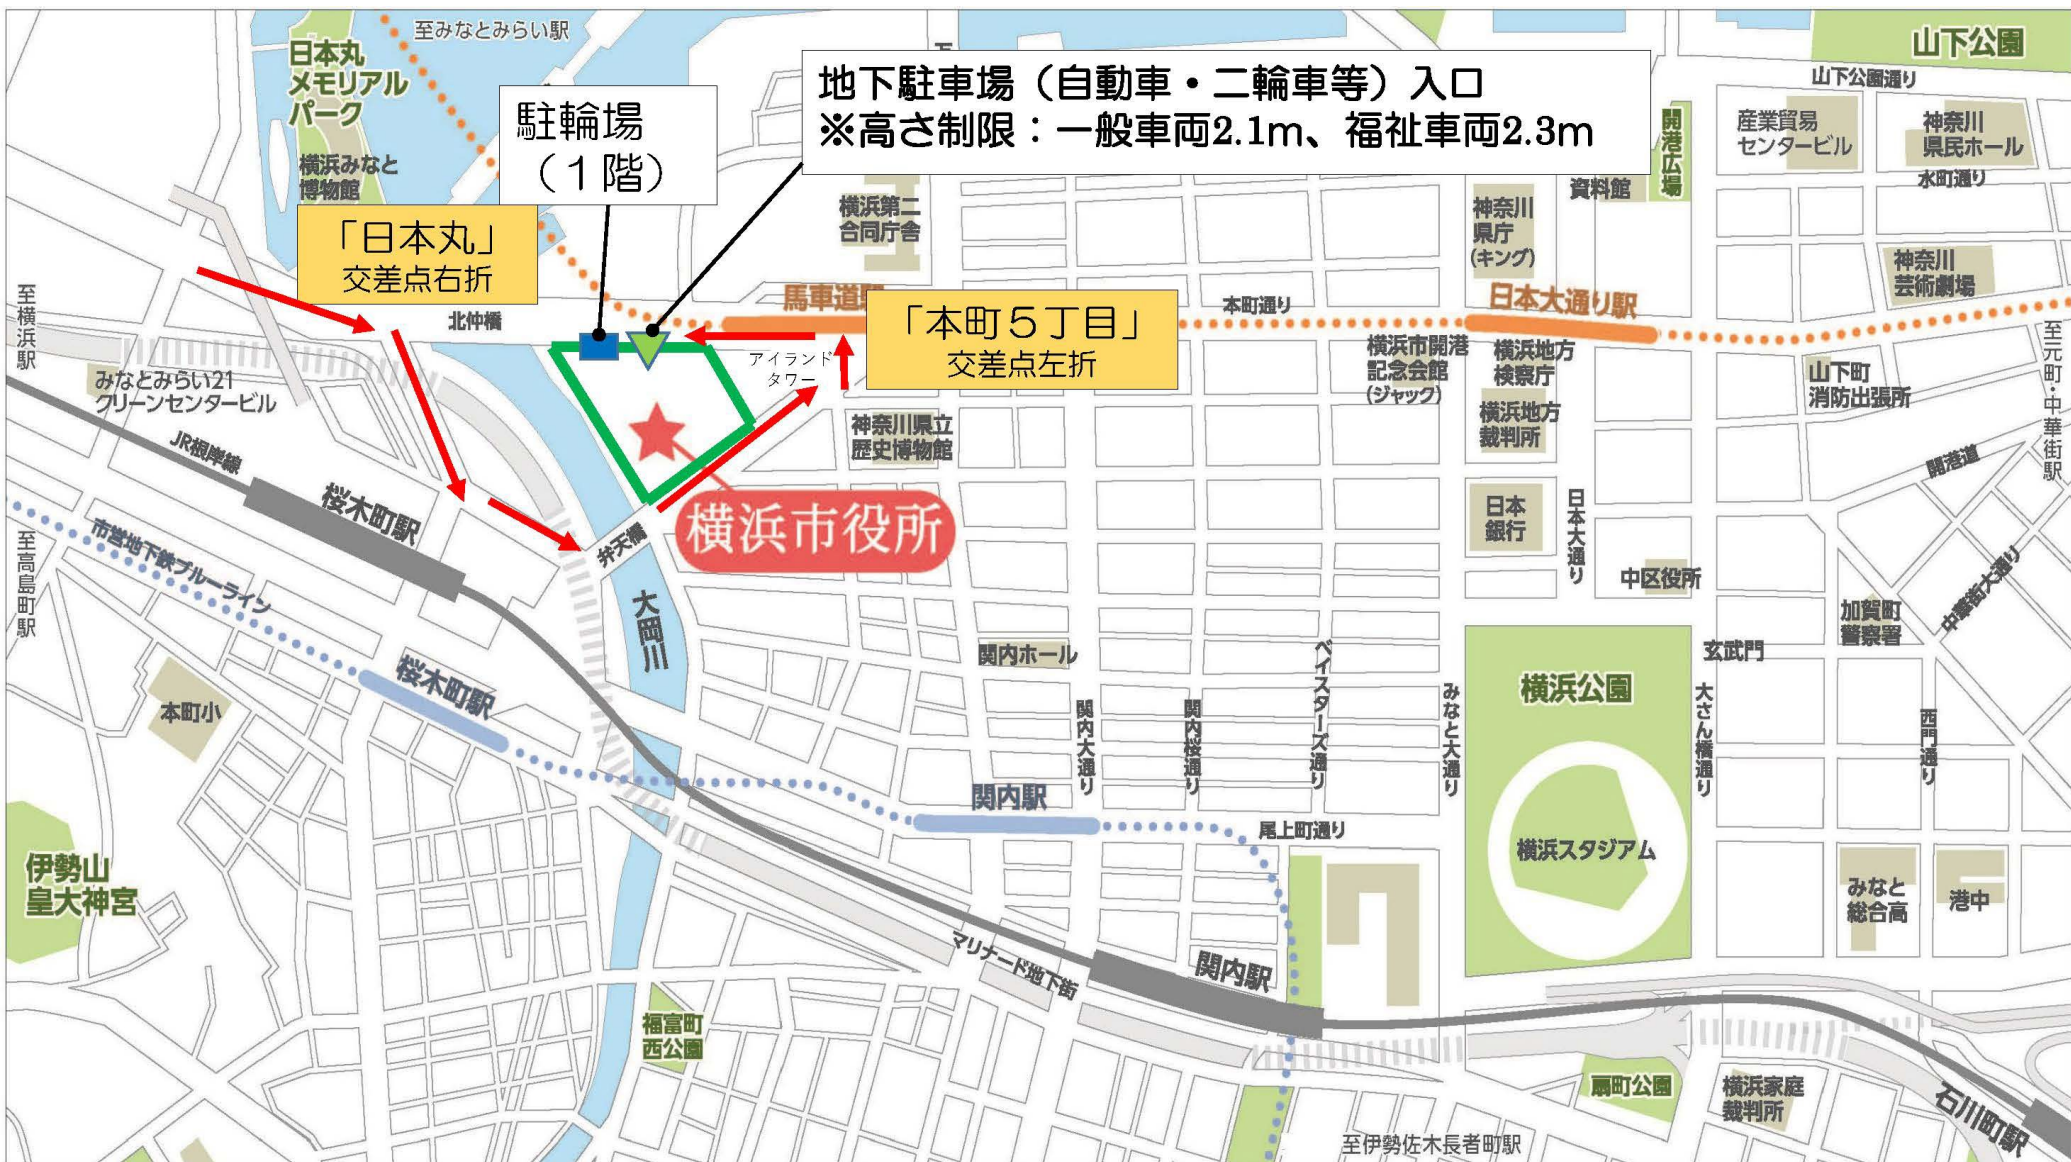 至みなとみらい駅
日本丸
メモリアル
パーク
横浜みなと
博物館
駐輪場
（１階）
地下駐車場（自動車・二輪車等）入口
※高さ制限：一般車両2.1m、福祉車両2.3m
山下公園
山下公園通り
開港広場
産業貿易
センタービル
神奈川
県民ホール
水町通り
資料館
横浜第二
合同庁舎
神奈川
県庁
(キング)
神奈川
芸術劇場
「日本丸」
交差点右折
至横浜駅
北仲橋
馬車道駅
「本町５丁目」
交差点左折
本町通り
日本大通り駅
至元町・中華街駅
アイランド
タワー
横浜市開港
記念会館
(ジャック)
横浜地方
検察庁
山下町
消防出張所
みなとみらい21
クリーンセンタービル
神奈川県立
歴史博物館
横浜地方
裁判所
開港道
JR根岸線
桜木町駅
横浜市役所
日本
銀行
日本大通り
市営地下鉄ブルーライン
至高島町駅
弁天橋
大岡川
中区役所
加賀町
警察署
中華街大通り
関内ホール
ベイスターズ通り
玄武門
桜木町駅
本町小
関内大通り
関内桜通り
みなと大通り
横浜公園
大さん橋通り
西門通り
関内駅
尾上町通り
横浜スタジアム
伊勢山
皇大神宮
みなと
総合高
港中
マリナード地下街
関内駅
福富町
西公園
扇町公園
横浜家庭
裁判所
石川町駅
至伊勢佐木長者町駅